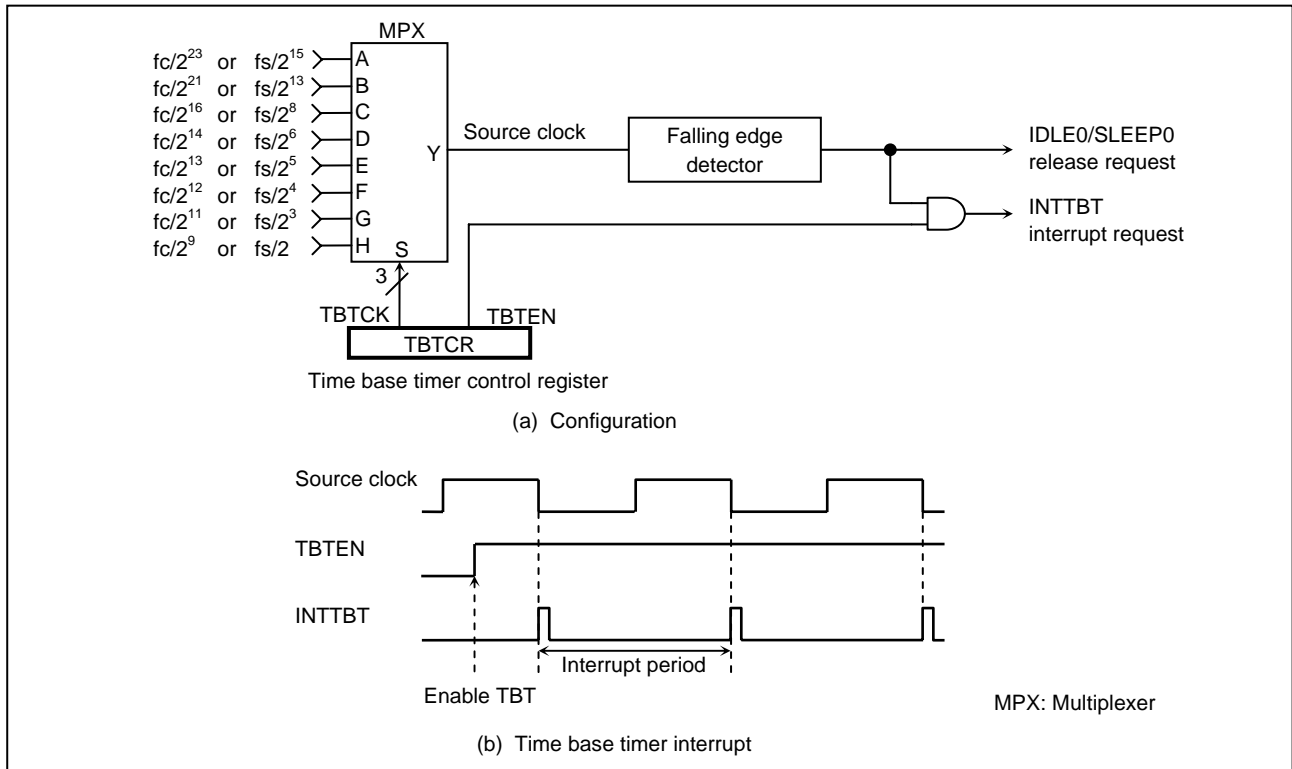 MPX
fc/2^23 or fs/2^15 A
fc/2^21 or fs/2^13 B
fc/2^16 or fs/2^8 C
fc/2^14 or fs/2^6 D
fc/2^13 or fs/2^5 E
fc/2^12 or fs/2^4 F
fc/2^11 or fs/2^3 G
fc/2^9 or fs/2 H
Y
S
3
Source clock
Falling edge
detector
IDLE0/SLEEP0
release request
INTTBT
interrupt request
TBTCK
TBTEN
TBTCR
Time base timer control register
(a) Configuration
Source clock
TBTEN
INTTBT
Interrupt period
Enable TBT
MPX: Multiplexer
(b) Time base timer interrupt